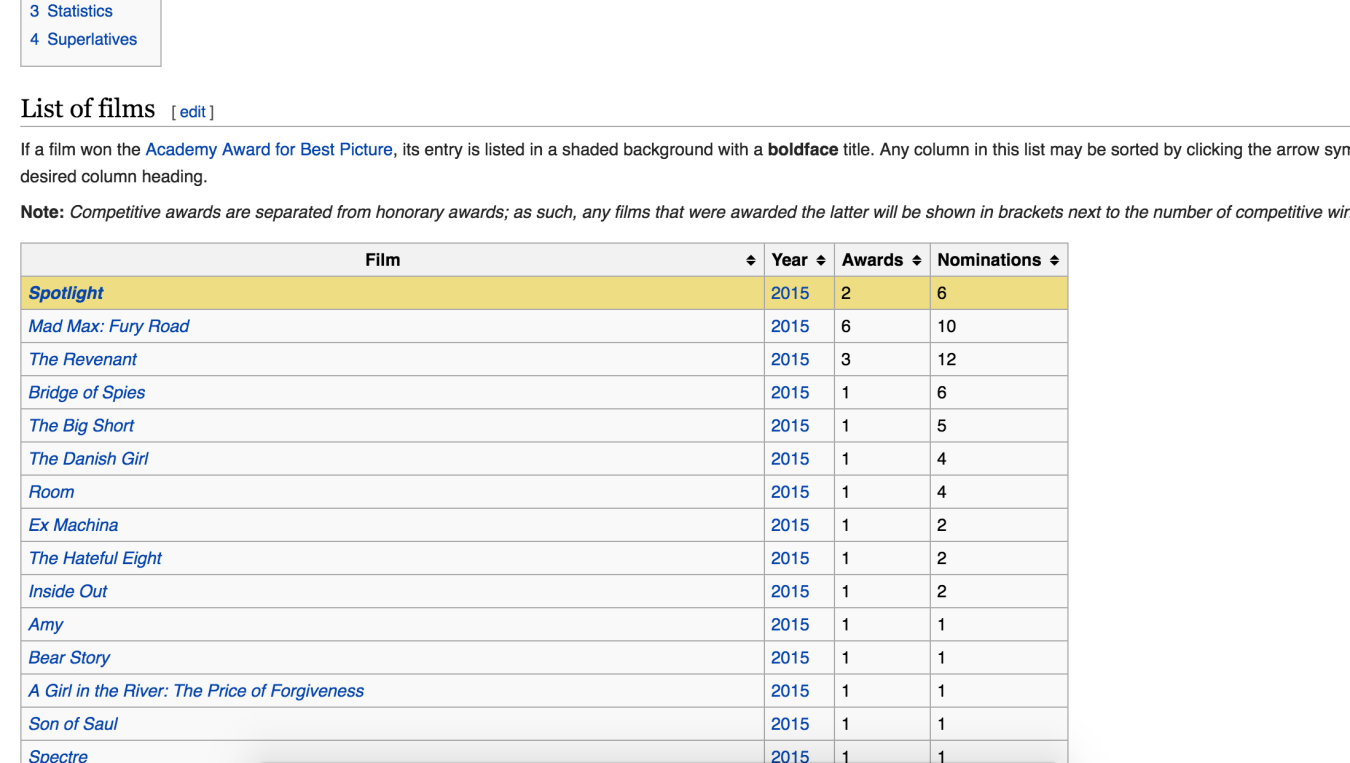 3 Statistics
4 Superlatives
List of films [ edit ]
If a film won the Academy Award for Best Picture, its entry is listed in a shaded background with a boldface title. Any column in this list may be sorted by clicking the arrow
desired column heading.
Note: Competitive awards are separated from honorary awards; as such, any films that were awarded the latter will be shown in brackets next to the number of competitive
Film Year Awards Nominations
Spotlight 2015 2 6
Mad Max: Fury Road 2015 6 10
The Revenant 2015 3 12
Bridge of Spies 2015 1 6
The Big Short 2015 1 5
The Danish Girl 2015 1 4
Room 2015 1 4
Ex Machina 2015 1 2
The Hateful Eight 2015 1 2
Inside Out 2015 1 2
Amy 2015 1 1
Bear Story 2015 1 1
A Girl in the River: The Price of Forgiveness 2015 1 1
Son of Saul 2015 1 1
Spectre 2015 1 1